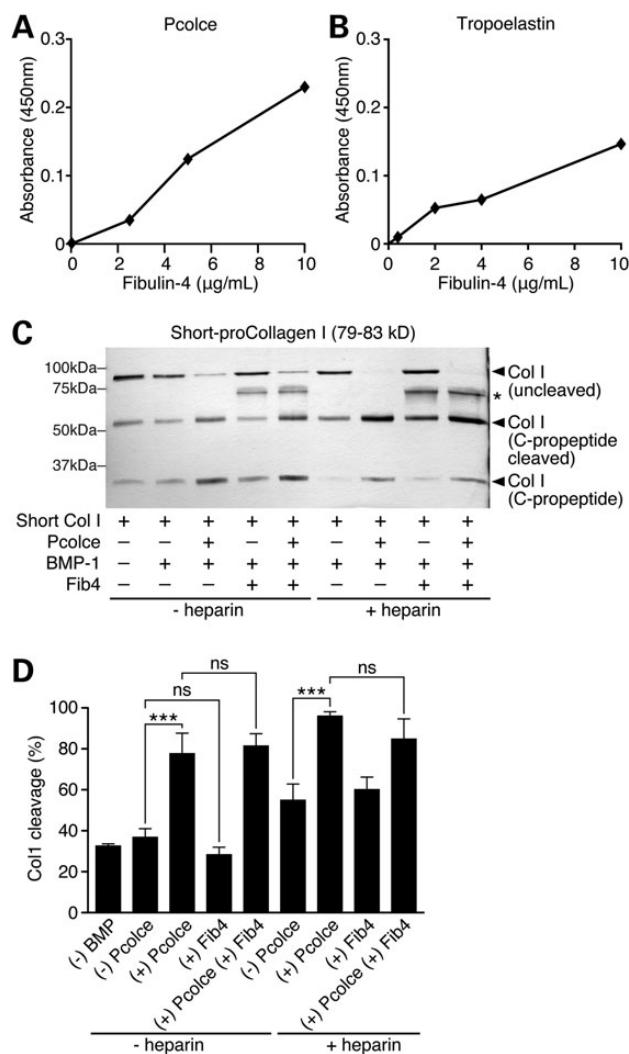 A
Pcolce
0.3
0.2
0.1
0
Absorbance (450nm)
0 2 4 6 8 10
Fibulin-4 (µg/mL)
B
Tropoelastin
0.3
0.2
0.1
0
Absorbance (450nm)
0 2 4 6 8 10
Fibulin-4 (µg/mL)
C
Short-proCollagen I (79-83 kD)
100kDa
75kDa
50kDa
37kDa
Col I
(uncleaved)
*
Col I
(C-propeptide
cleaved)
Col I
(C-propeptide)
Short Col I + + + + + + + + +
Pcolce − − + − + − + − +
BMP-1 − + + + + + + + +
Fib4 − − − + + − − + +
- heparin + heparin
D
ns
ns
***
ns
***
100
80
60
40
20
0
Col1 cleavage (%)
(-) BMP
(-) Pcolce
(+) Pcolce
(+) Fib4
(+) Pcolce (+) Fib4
(-) Pcolce
(+) Pcolce
(+) Fib4
(+) Pcolce (+) Fib4
- heparin
+ heparin